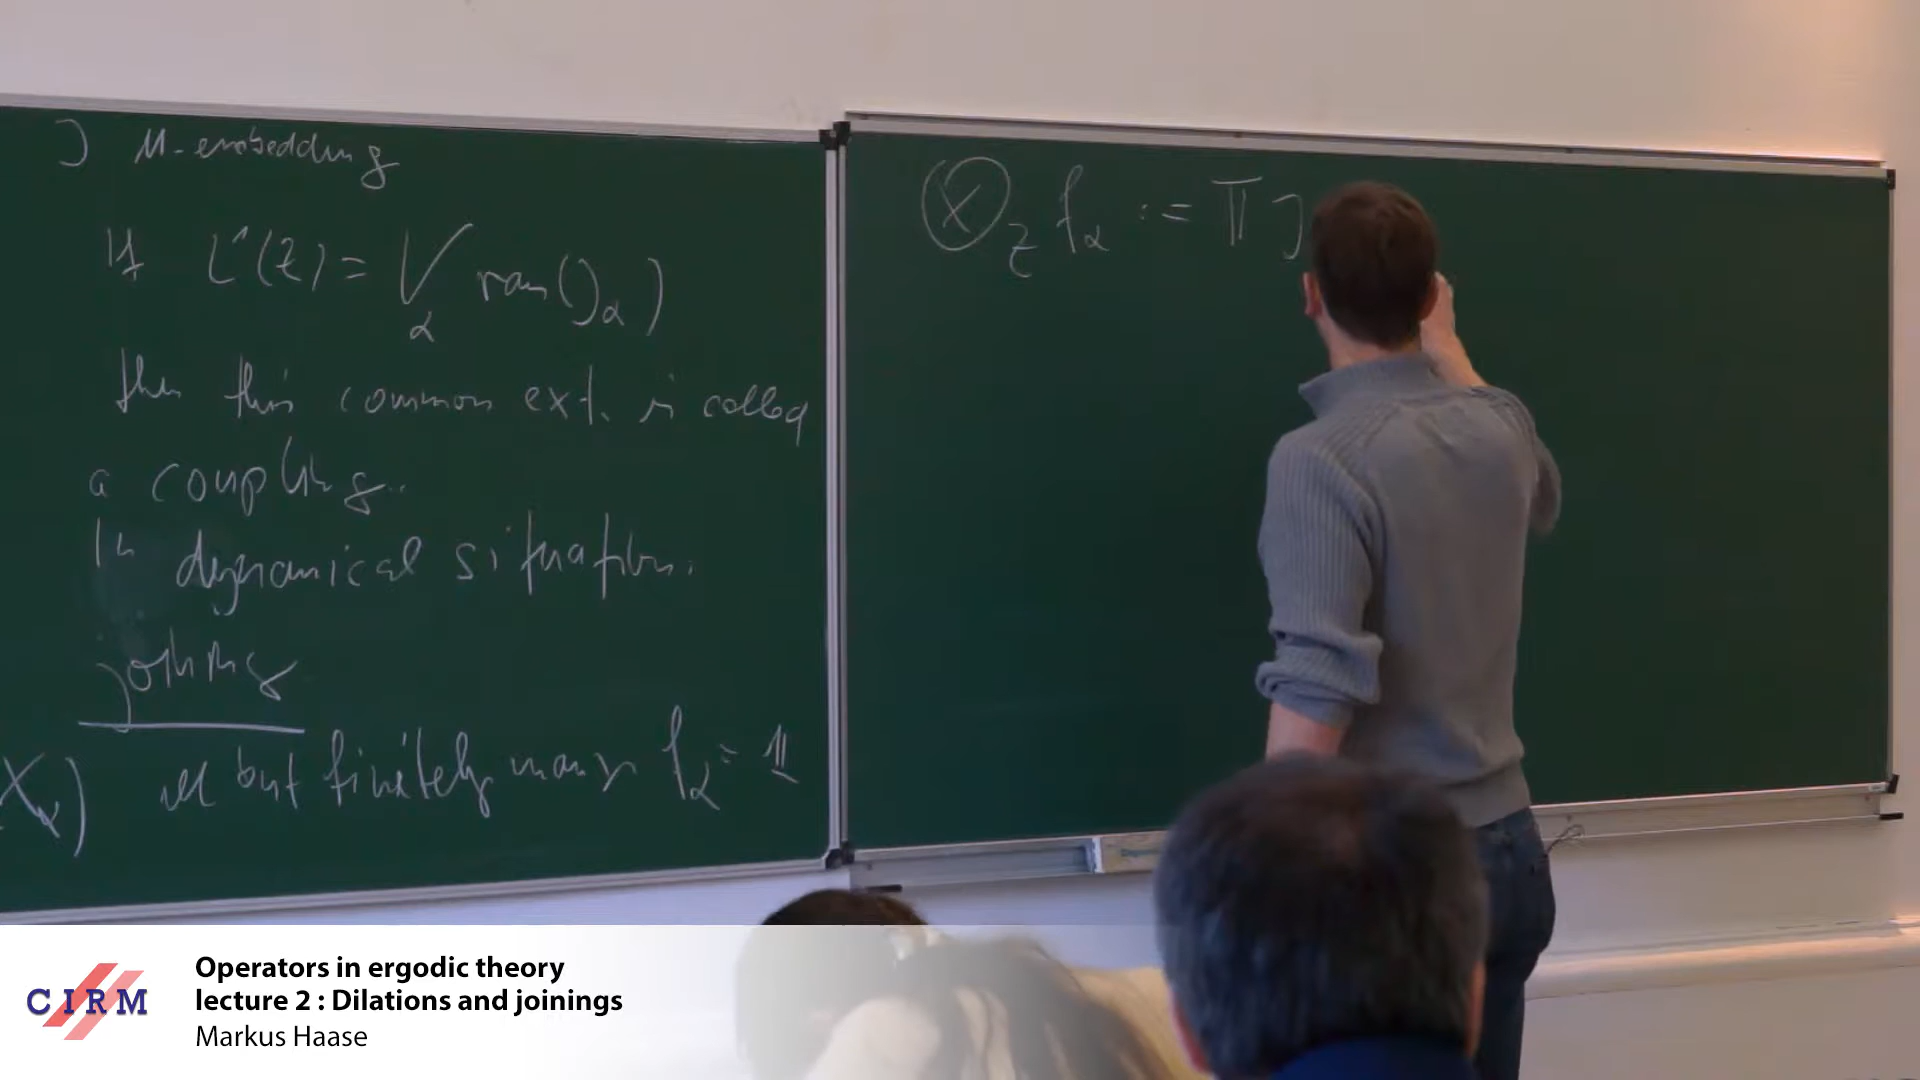 J M-embedding
If L¹(Z) = ⋁_α ran(J_α)
then this common ext. is called
a coupling.
In dynamical situation:
joining
X_α) all but finitely many f_α = 𝟙
⊗_Z f_α := ∏ J
CIRM
Operators in ergodic theory
lecture 2 : Dilations and joinings
Markus Haase